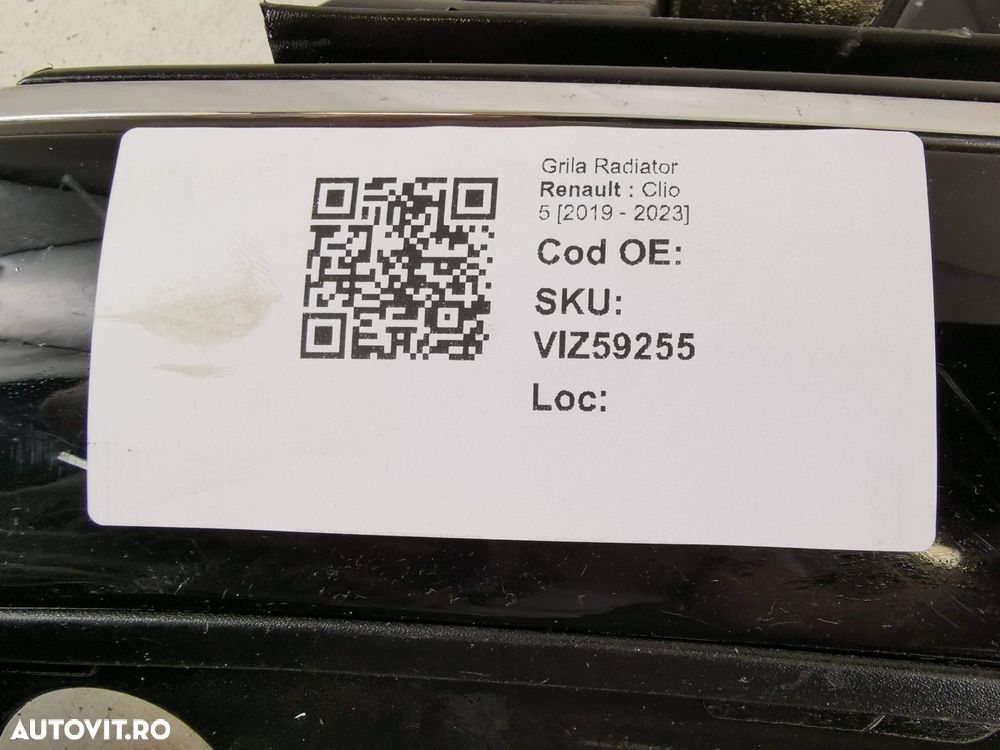 Grila Radiator
Renault : Clio
5 [2019 - 2023]
Cod OE:
SKU:
VIZ59255
Loc:
AUTOVIT.RO